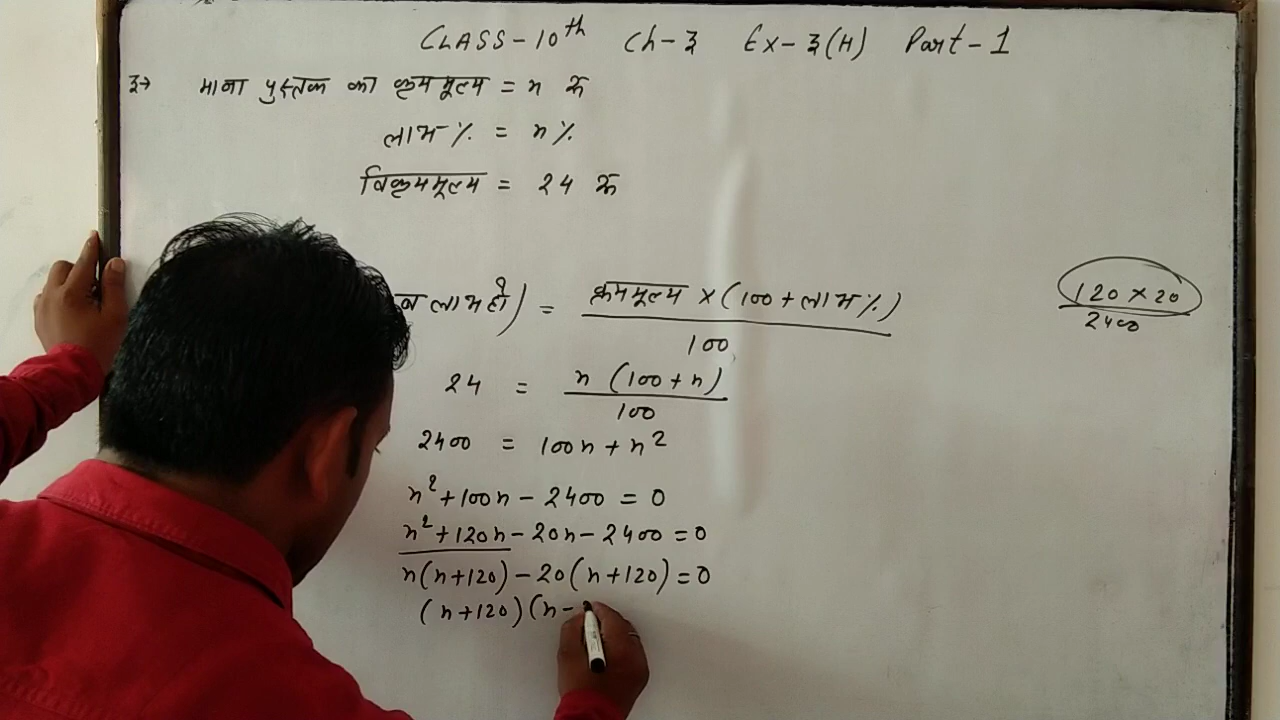 CLASS-10th Ch-3 Ex-3(H) Part-1
3→ माना पुस्तक का क्रयमूल्य = n रु
लाभ % = n %
विक्रयमूल्य = 24 रु
लाभ हो) = क्रयमूल्य × (100 + लाभ %)
100
24 = n (100 + n)
100
2400 = 100n + n²
n² + 100n - 2400 = 0
n² + 120n - 20n - 2400 = 0
n(n+120) - 20(n+120) = 0
(n+120)(n-
120 × 20
2400